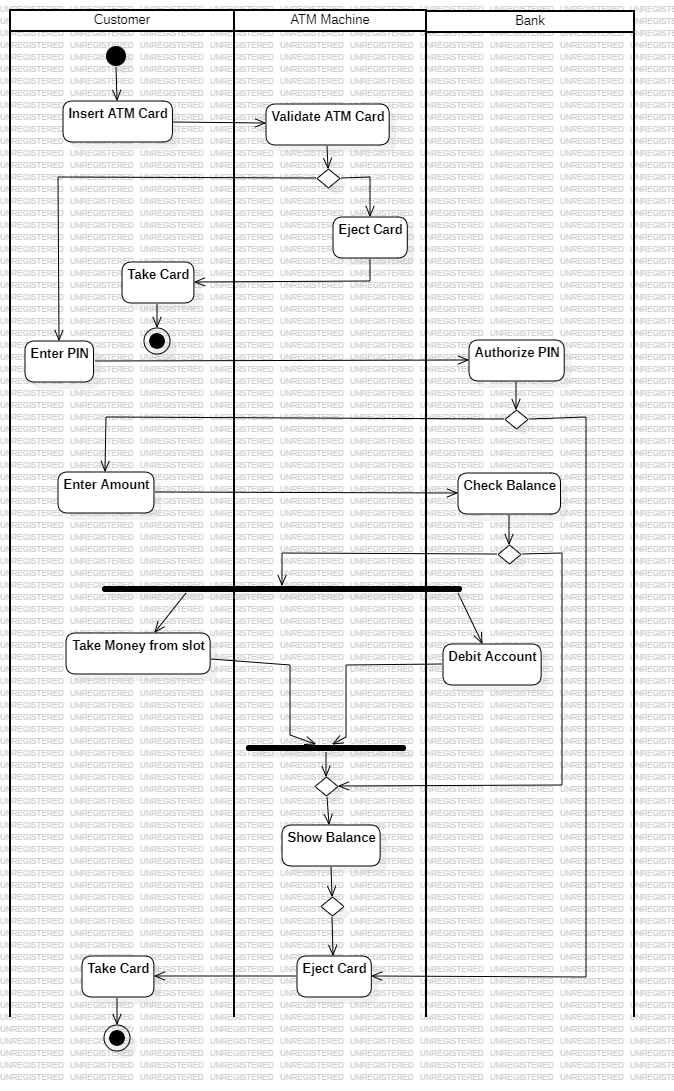 Customer
ATM Machine
Bank
Insert ATM Card
Validate ATM Card
Eject Card
Take Card
Enter PIN
Authorize PIN
Enter Amount
Check Balance
Take Money from slot
Debit Account
Show Balance
Take Card
Eject Card
UNREGISTERED